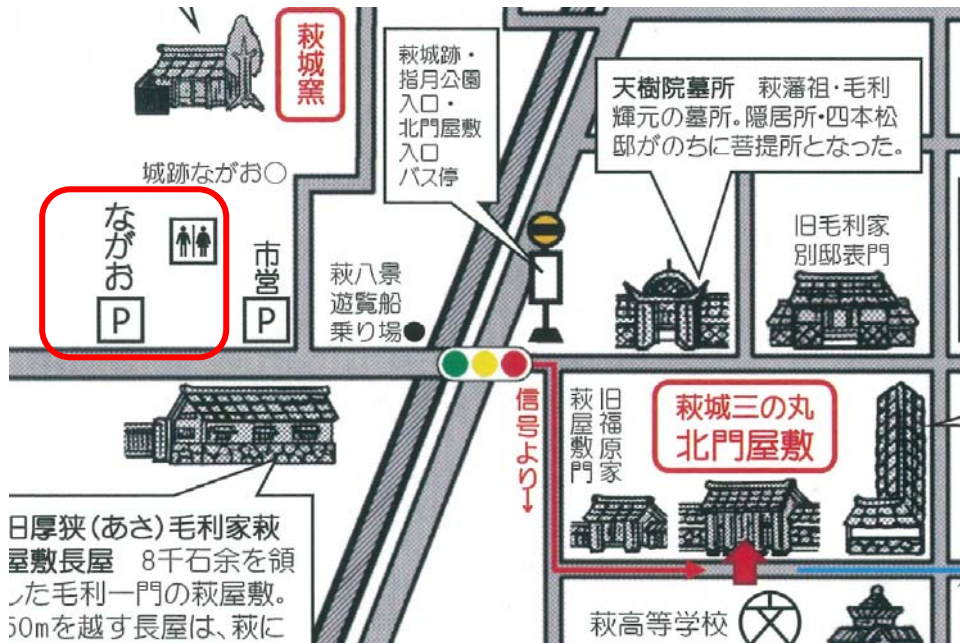 萩城窯
萩城跡・
指月公園
入口・
北門屋敷
入口
バス停
天樹院墓所　萩藩祖・毛利
輝元の墓所。隠居所・四本松
邸がのちに菩提所となった。
城跡ながお○
ながお
P
市営
P
萩八景
遊覧船
乗り場●
旧毛利家
別邸表門
信号より→
旧福原家
萩屋敷門
萩城三の丸
北門屋敷
旧厚狭(あさ)毛利家萩
屋敷長屋　8千石余を領
した毛利一門の萩屋敷。
50mを越す長屋は、萩に
萩高等学校
文